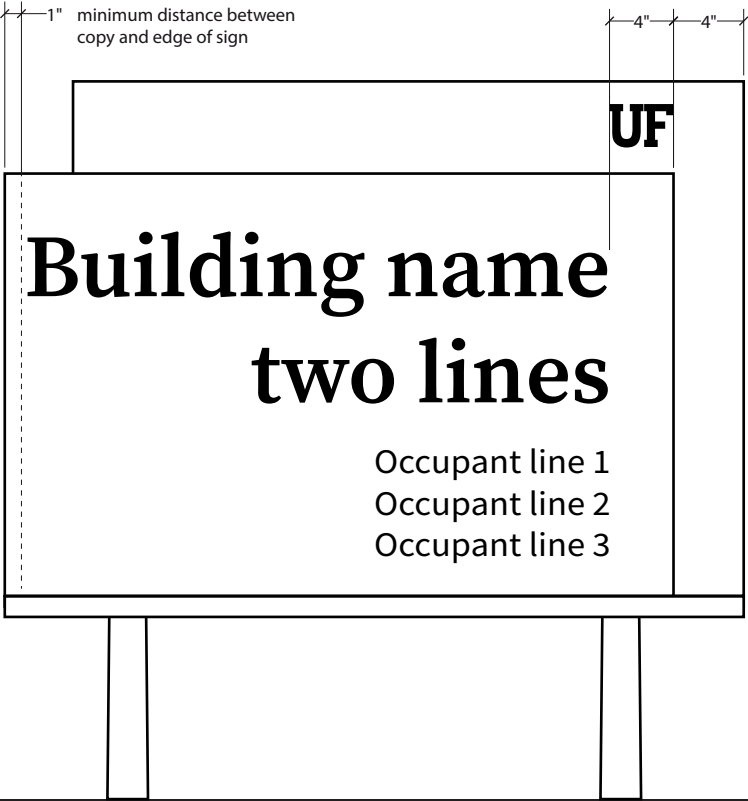 1" minimum distance between
copy and edge of sign
4" 4"
UF
Building name
two lines
Occupant line 1
Occupant line 2
Occupant line 3